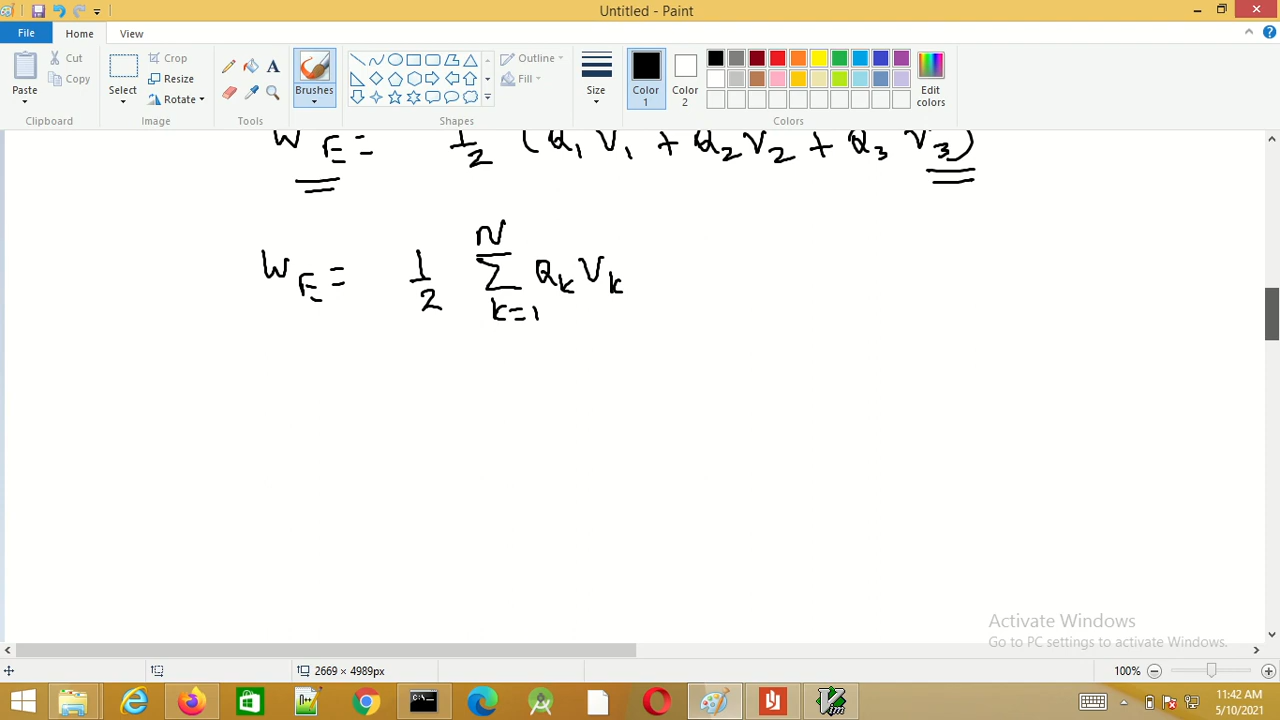 Untitled - Paint
File Home View
Paste Cut Copy Clipboard
Select Crop Resize Rotate Image
Tools
Brushes
Outline Fill Shapes
Size
Color 1 Color 2 Edit colors Colors
W_E = 1/2 (Q_1 V_1 + Q_2 V_2 + Q_3 V_3)
W_E = 1/2 N Σ k=1 Q_k V_k
Activate Windows
Go to PC settings to activate Windows.
2669 × 4989px 100%
11:42 AM
5/10/2021